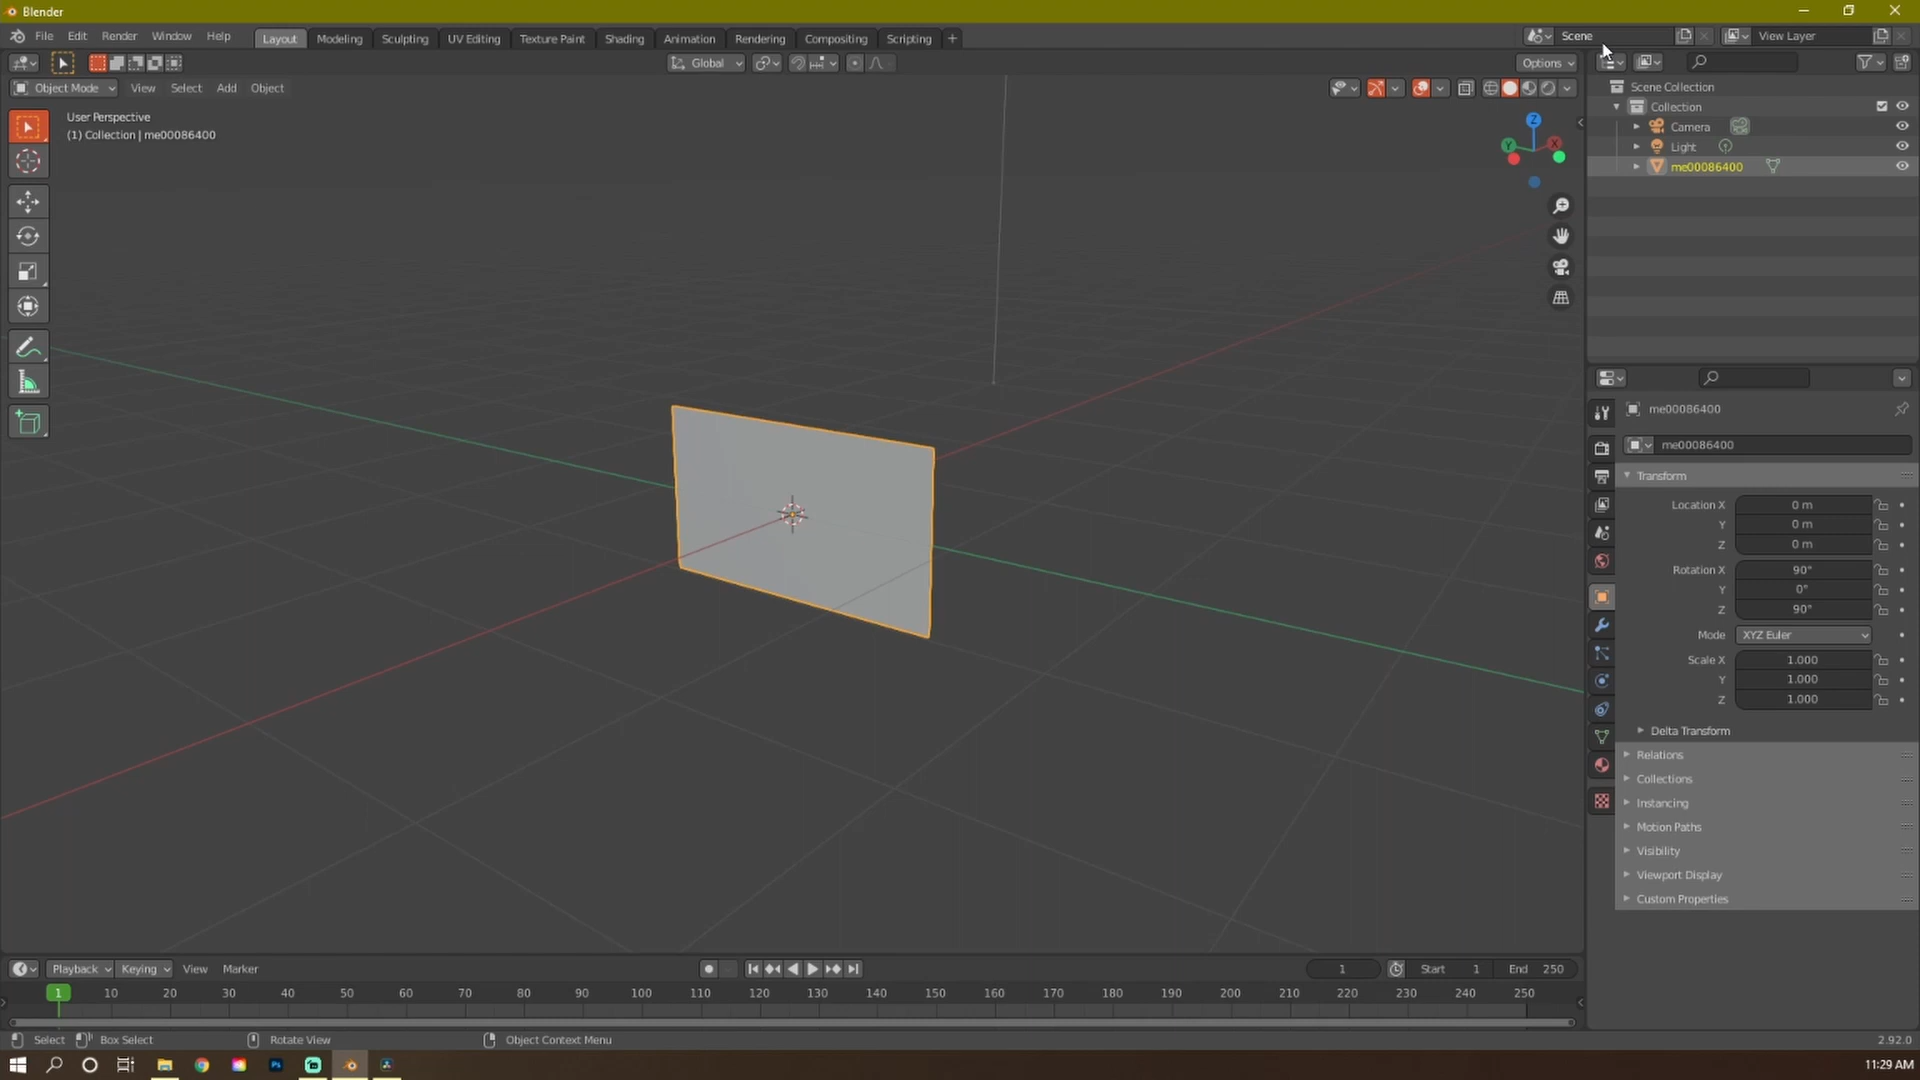 Blender
File Edit Render Window Help
Layout Modeling Sculpting UV Editing Texture Paint Shading Animation Rendering Compositing Scripting +
Scene
View Layer
Global
Options
Object Mode View Select Add Object
User Perspective
(1) Collection | me00086400
Z
Y
X
Scene Collection
Collection
Camera
Light
me00086400
me00086400
me00086400
Transform
Location X 0 m
Y 0 m
Z 0 m
Rotation X 90°
Y 0°
Z 90°
Mode XYZ Euler
Scale X 1.000
Y 1.000
Z 1.000
Delta Transform
Relations
Collections
Instancing
Motion Paths
Visibility
Viewport Display
Custom Properties
Playback Keying View Marker
1 Start 1 End 250
1 10 20 30 40 50 60 70 80 90 100 110 120 130 140 150 160 170 180 190 200 210 220 230 240 250
Select Box Select Rotate View Object Context Menu
2.92.0
Ps
11:29 AM